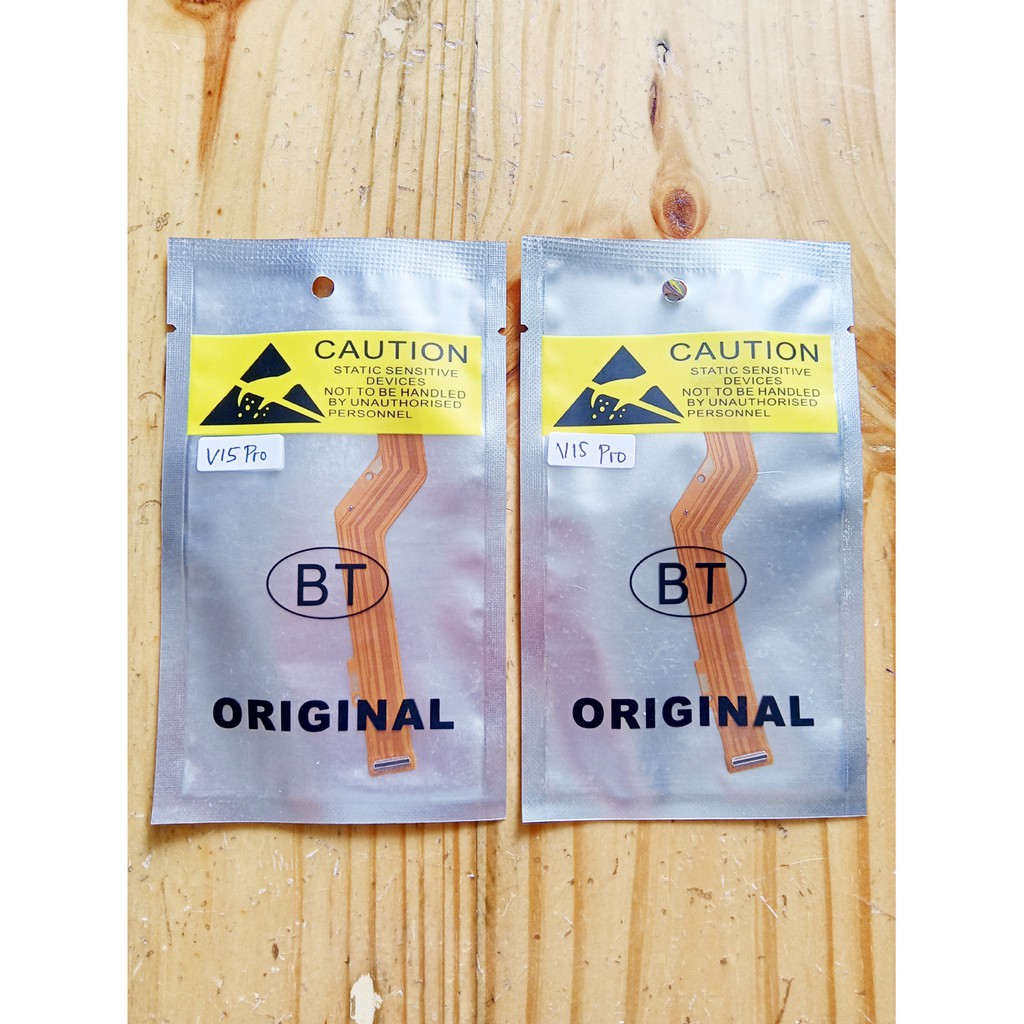 CAUTION
STATIC SENSITIVE
DEVICES
NOT TO BE HANDLED
BY UNAUTHORISED
PERSONNEL
V15 Pro
BT
ORIGINAL
CAUTION
STATIC SENSITIVE
DEVICES
NOT TO BE HANDLED
BY UNAUTHORISED
PERSONNEL
V15 Pro
BT
ORIGINAL